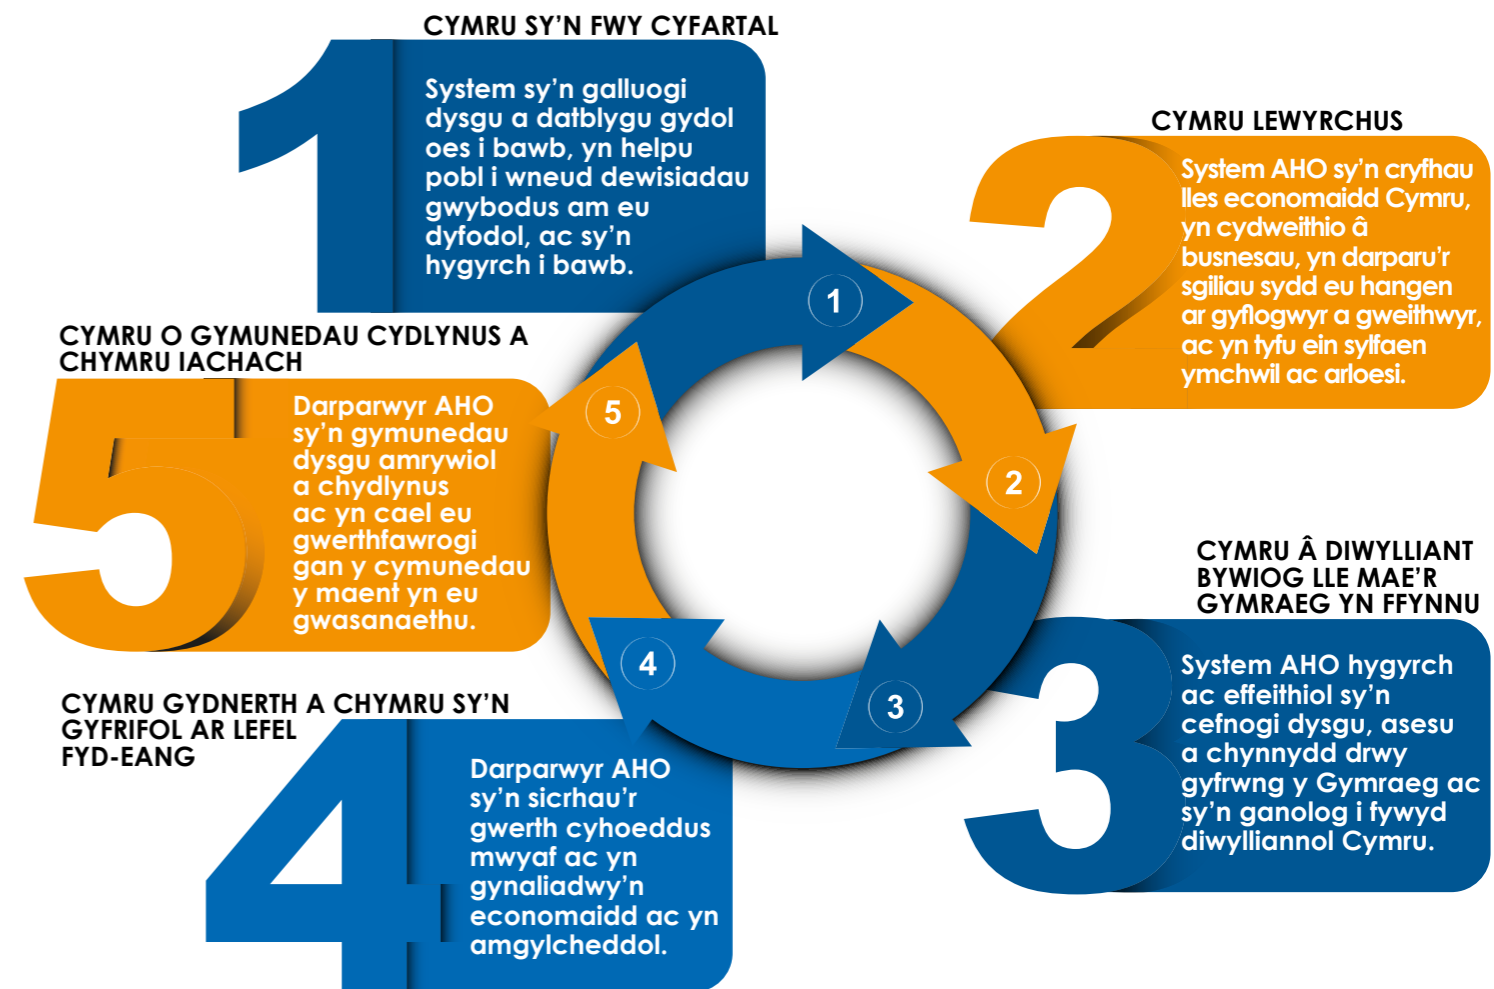 CYMRU SY'N FWY CYFARTAL
1
System sy'n galluogi
dysgu a datblygu gydol
oes i bawb, yn helpu
pobl i wneud dewisiadau
gwybodus am eu
dyfodol, ac sy'n
hygyrch i bawb.
CYMRU LEWYRCHUS
2
System AHO sy'n cryfhau
lles economaidd Cymru,
yn cydweithio â
busnesau, yn darparu'r
sgiliau sydd eu hangen
ar gyflogwyr a gweithwyr,
ac yn tyfu ein sylfaen
ymchwil ac arloesi.
CYMRU Â DIWYLLIANT
BYWIOG LLE MAE'R
GYMRAEG YN FFYNNU
3
System AHO hygyrch
ac effeithiol sy'n
cefnogi dysgu, asesu
a chynnydd drwy
gyfrwng y Gymraeg ac
sy'n ganolog i fywyd
diwylliannol Cymru.
CYMRU GYDNERTH A CHYMRU SY'N
GYFRIFOL AR LEFEL
FYD-EANG
4
Darparwyr AHO
sy'n sicrhau'r
gwerth cyhoeddus
mwyaf ac yn
gynaliadwy'n
economaidd ac yn
amgylcheddol.
CYMRU O GYMUNEDAU CYDLYNUS A
CHYMRU IACHACH
5
Darparwyr AHO
sy'n gymunedau
dysgu amrywiol
a chydlynus
ac yn cael eu
gwerthfawrogi
gan y cymunedau
y maent yn eu
gwasanaethu.
1
2
3
4
5